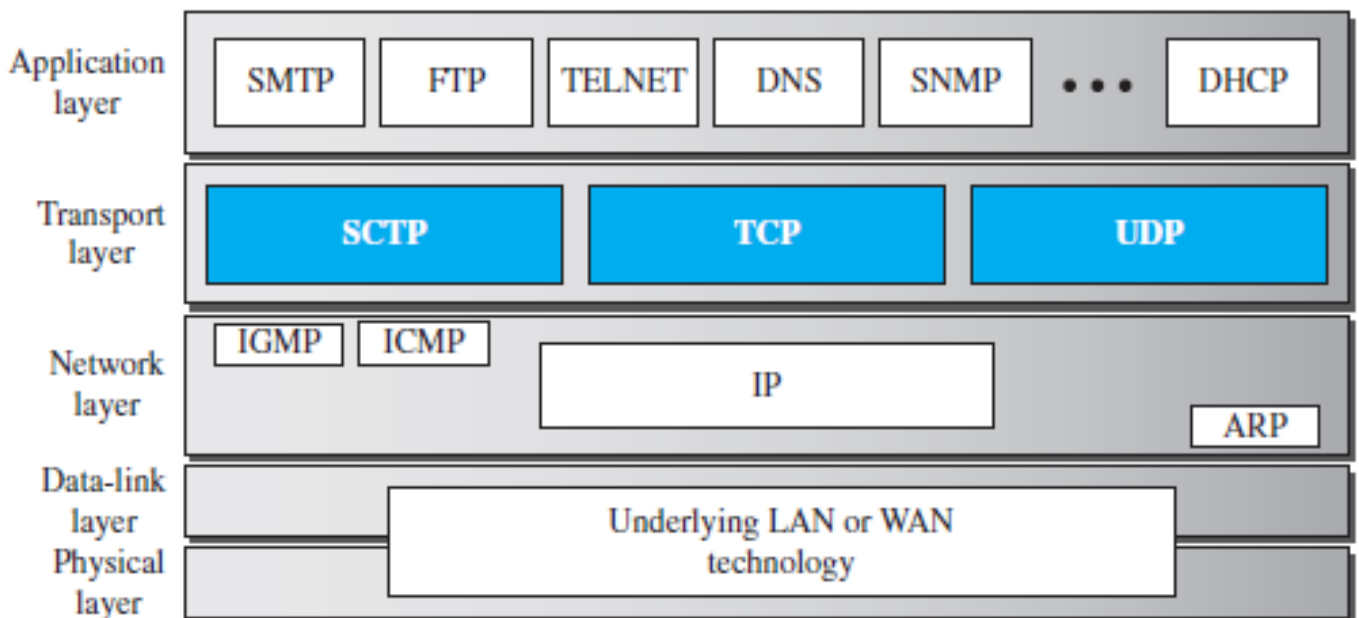 Application
layer
SMTP
FTP
TELNET
DNS
SNMP
• • •
DHCP
Transport
layer
SCTP
TCP
UDP
Network
layer
IGMP
ICMP
IP
ARP
Data-link
layer
Physical
layer
Underlying LAN or WAN
technology